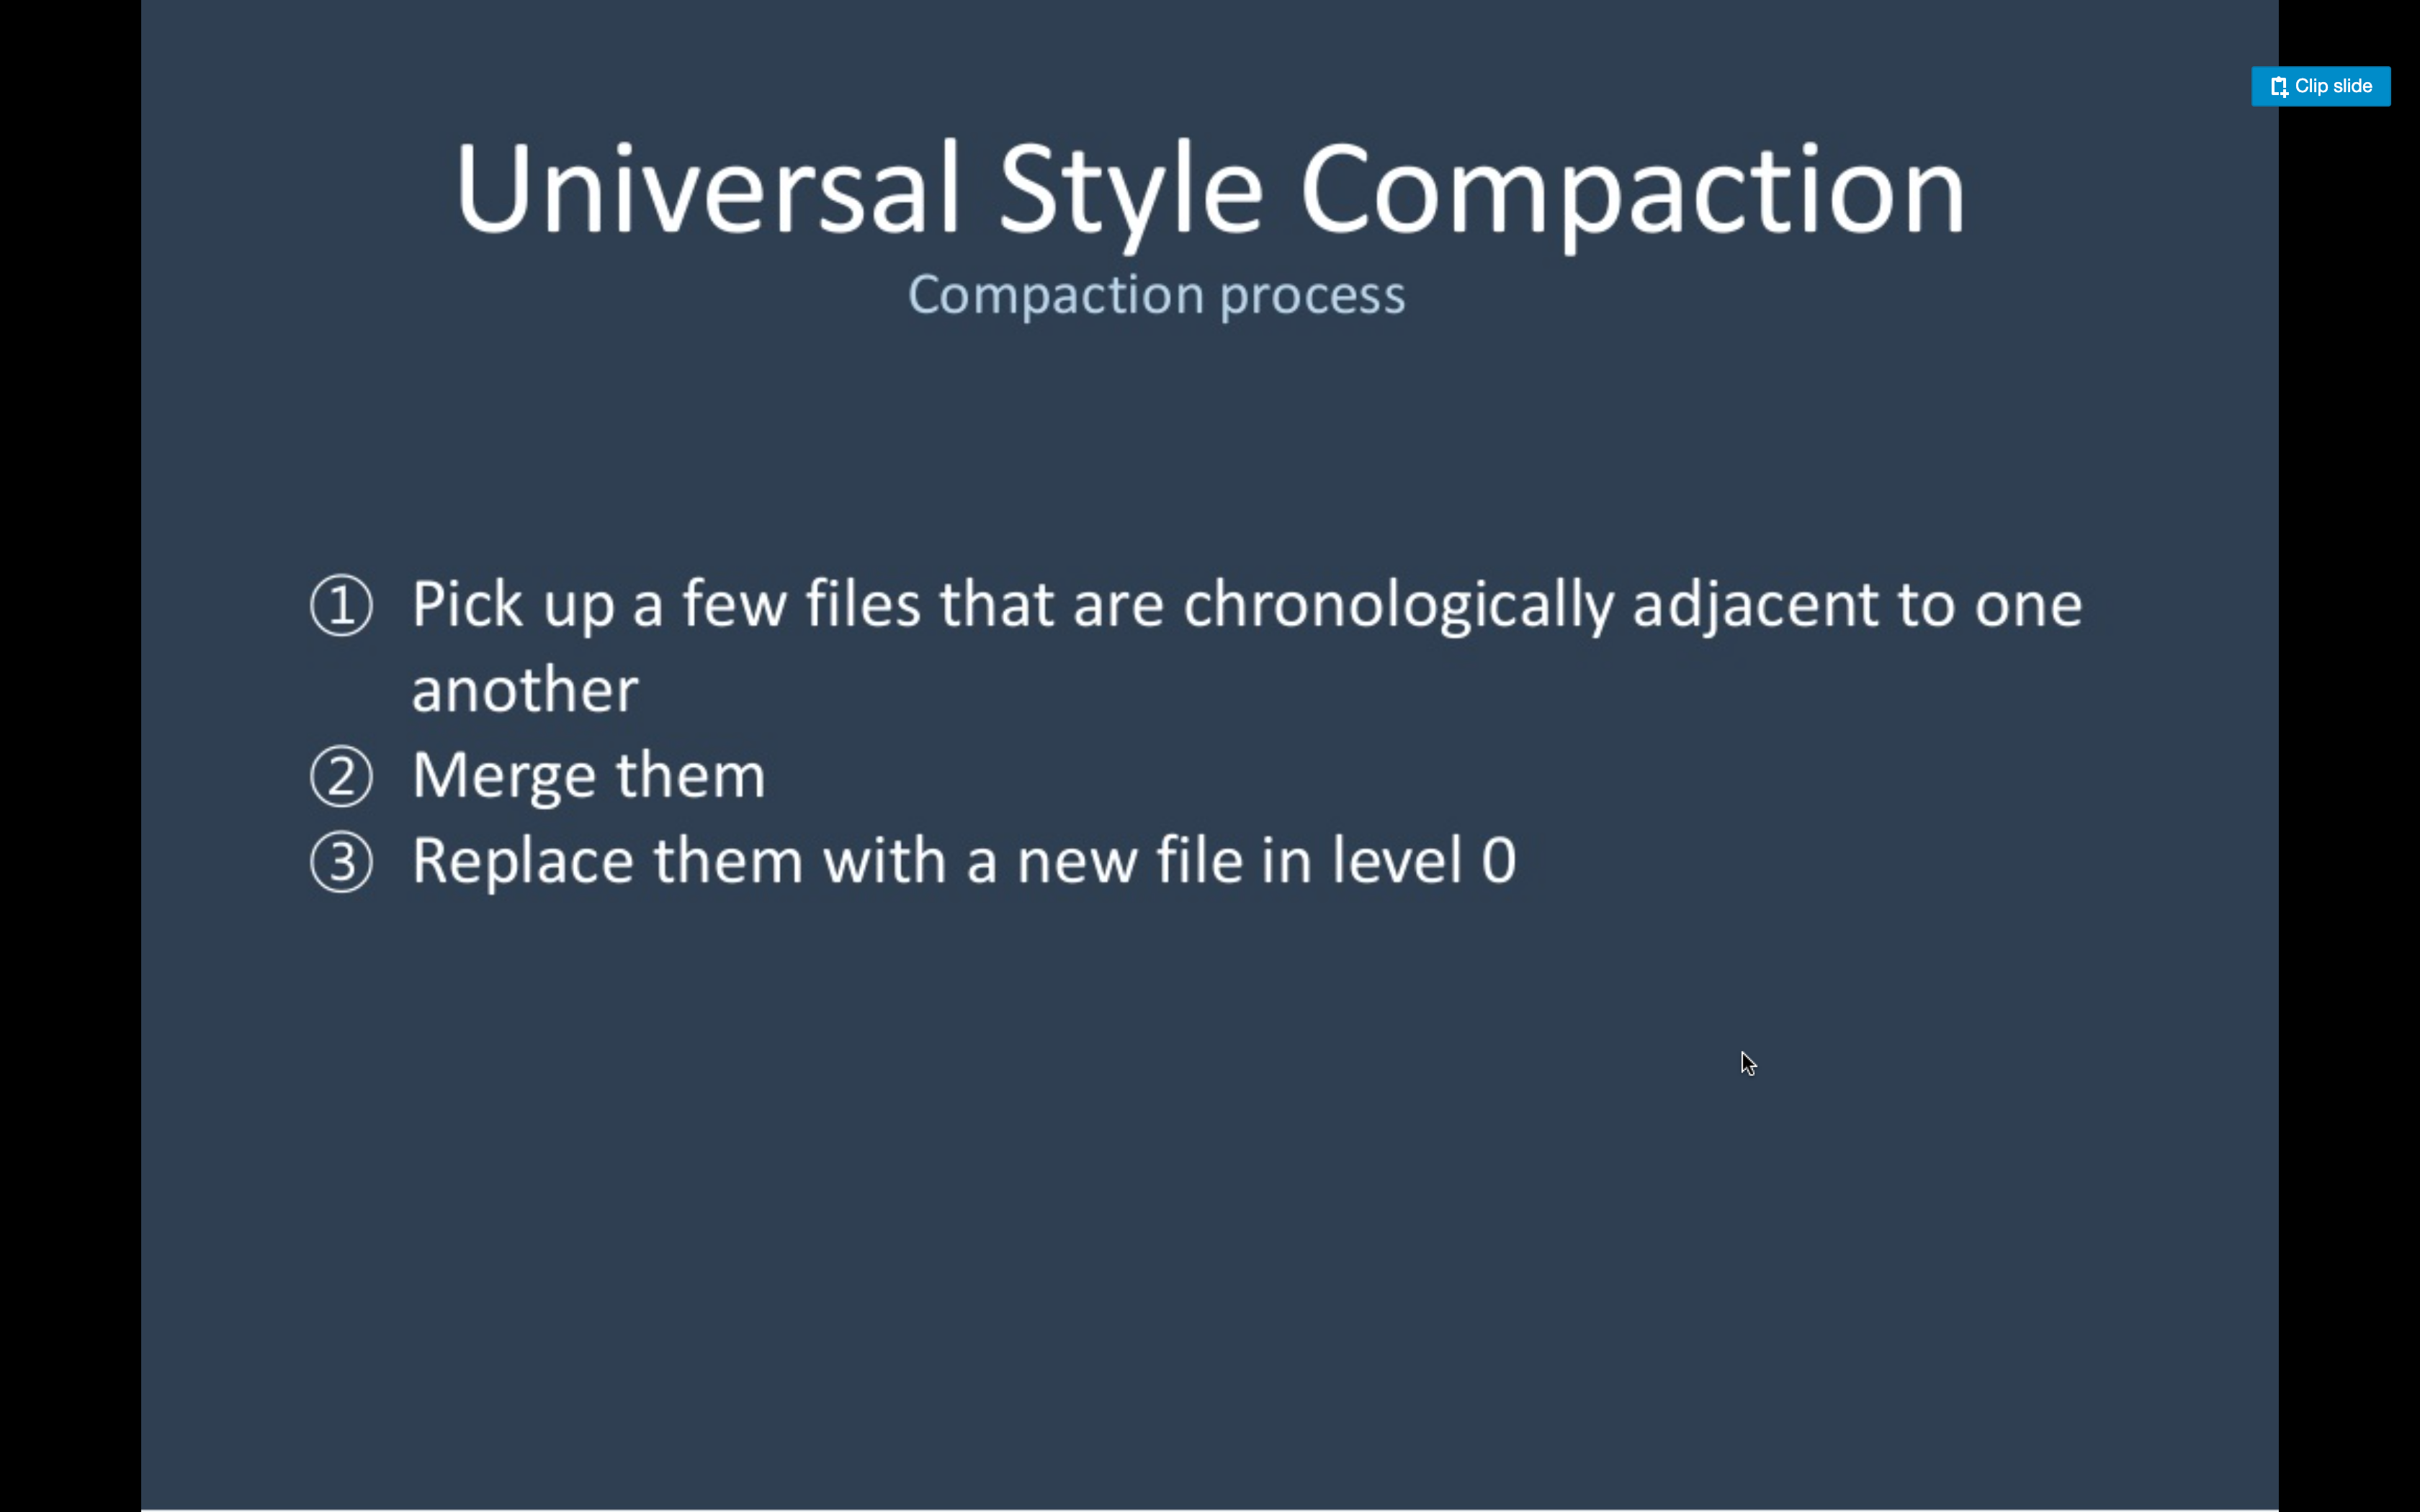 Clip slide
Universal Style Compaction
Compaction process
① Pick up a few files that are chronologically adjacent to one
another
② Merge them
③ Replace them with a new file in level 0